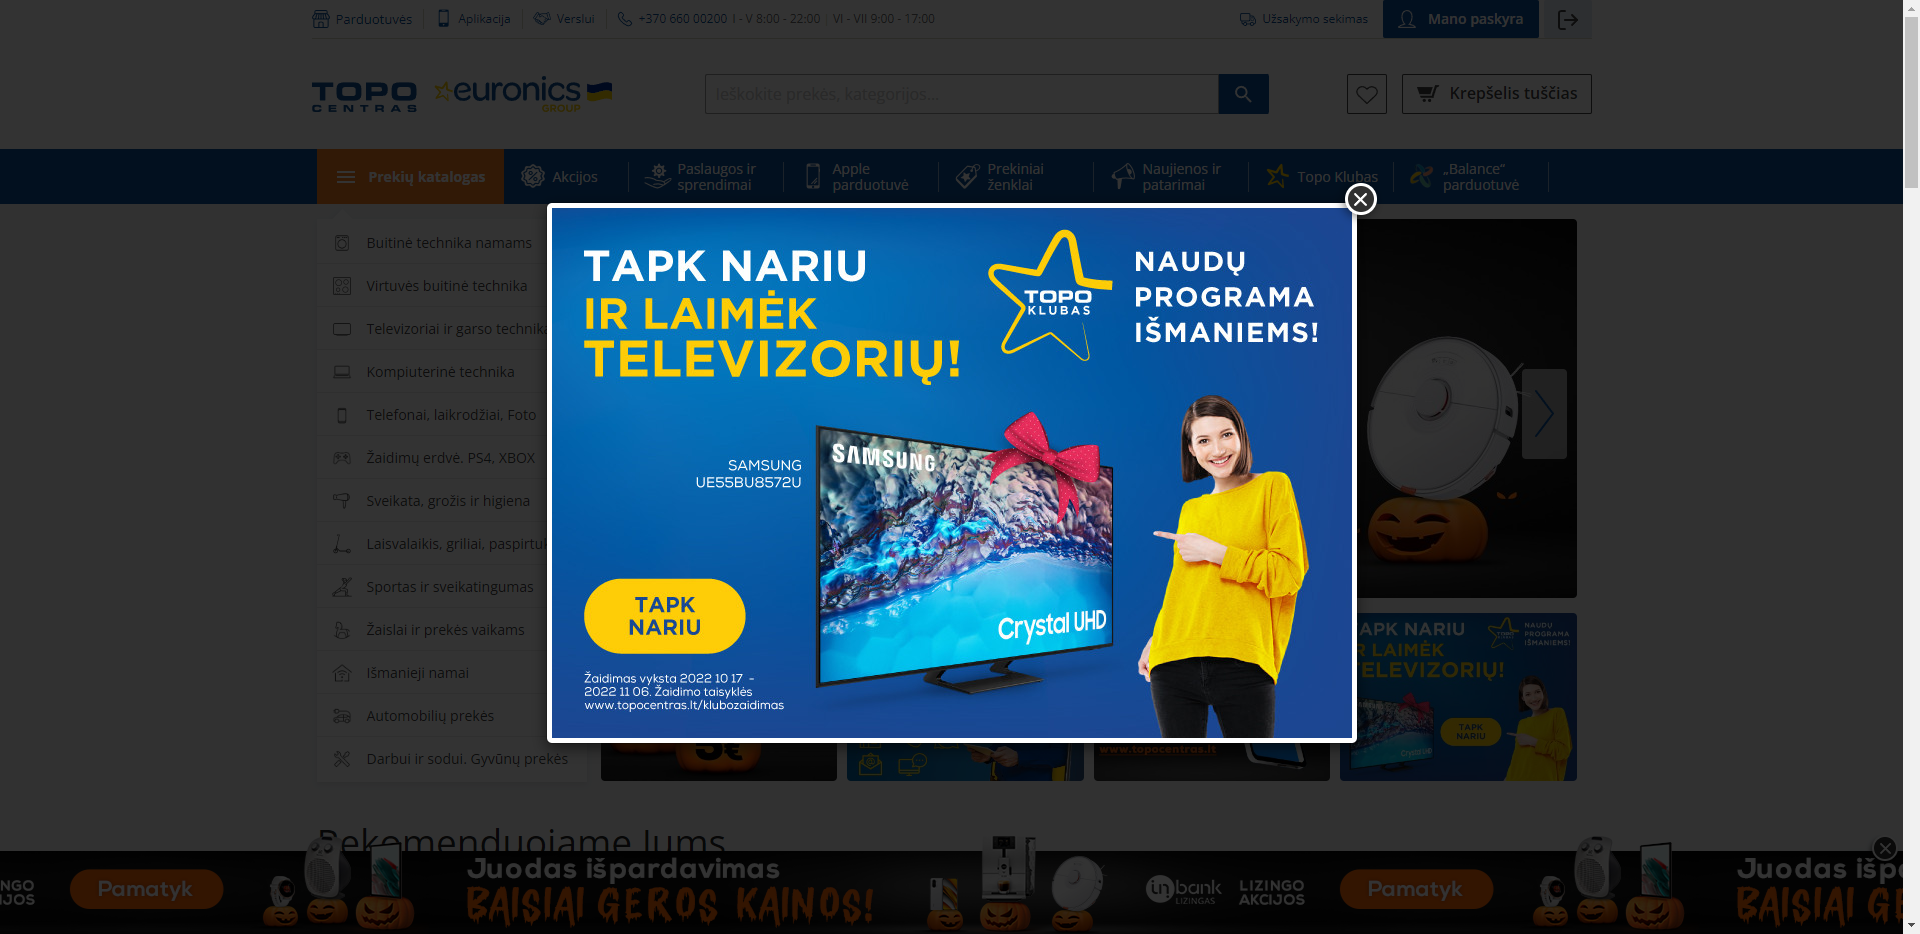 Parduotuvės
Aplikacija
Verslui
+370 660 00200 I - V 8:00 - 22:00 | VI - VII 9:00 - 17:00
Užsakymo sekimas
Mano paskyra
TOPO CENTRAS
euronics GROUP
Ieškokite prekės, kategorijos...
Krepšelis tuščias
Prekių katalogas
Akcijos
Paslaugos ir
sprendimai
Apple
parduotuvė
Prekiniai
ženklai
Naujienos ir
patarimai
Topo Klubas
„Balance“
parduotuvė
Buitinė technika namams
Virtuvės buitinė technika
Televizoriai ir garso technika
Kompiuterinė technika
Telefonai, laikrodžiai, Foto
Žaidimų erdvė. PS4, XBOX
Sveikata, grožis ir higiena
Laisvalaikis, griliai, paspirtuk
Sportas ir sveikatingumas
Žaislai ir prekės vaikams
Išmanieji namai
Automobilių prekės
Darbui ir sodui. Gyvūnų prekės
TAPK NARIU
IR LAIMĖK
TELEVIZORIŲ!
TOPO
KLUBAS
NAUDŲ
PROGRAMA
IŠMANIEMS!
SAMSUNG
UE55BU8572U
SAMSUNG
Crystal UHD
TAPK
NARIU
Žaidimas vyksta 2022 10 17 -
2022 11 06. Žaidimo taisyklės
www.topocentras.lt/klubozaidimas
www.topocentras.lt
APK NARIU
R LAIMĖK
TELEVIZORIŲ!
NAUDŲ
PROGRAMA
IŠMANIEMS!
TAPK
NARIU
Crystal UHD
Rekomenduojame Jums
INGO
IJOS
Pamatyk
Juodas išpardavimas
BAISIAI GEROS KAINOS!
inbank
LIZINGAS
LIZINGO
AKCIJOS
Pamatyk
Juodas išpa
BAISIAI GE